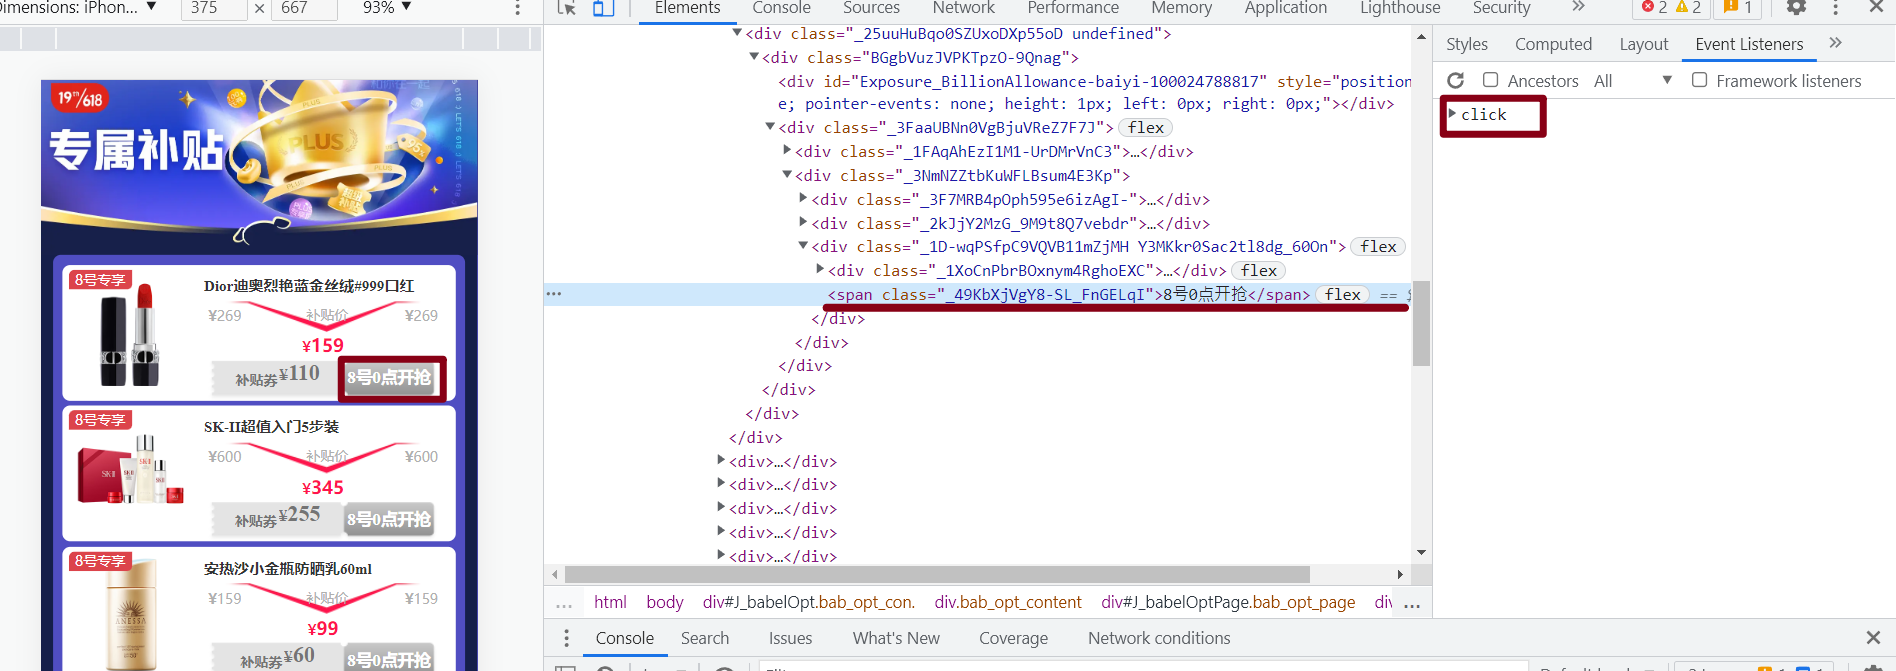 Dimensions: iPhon... ▼ 375 × 667 93% ▼
19TH/618
专属补贴
PLUS
8号专享
Dior迪奥烈艳蓝金丝绒#999口红
¥269 补贴价 ¥269
¥159
补贴券¥110 8号0点开抢
8号专享
SK-II超值入门5步装
¥600 补贴价 ¥600
¥345
补贴券¥255 8号0点开抢
8号专享
安热沙小金瓶防晒乳60ml
¥159 补贴价 ¥159
¥99
补贴券¥60 8号0点开抢
Elements Console Sources Network Performance Memory Application Lighthouse Security » 2 2 1
<div class="_25uuHuBqo0SZUxoDXp55oD undefined">
<div class="BGgbVuzJVPKTpzO-9Qnag">
<div id="Exposure_BillionAllowance-baiyi-100024788817" style="position
e; pointer-events: none; height: 1px; left: 0px; right: 0px;"></div>
<div class="_3FaaUBNn0VgBjuVReZ7F7J"> flex
<div class="_1FAqAhEzI1M1-UrDMrVnC3">…</div>
<div class="_3NmNZZtbKuWFLBsum4E3Kp">
<div class="_3F7MRB4pOph595e6izAgI-">…</div>
<div class="_2kJjY2MzG_9M9t8Q7vebdr">…</div>
<div class="_1D-wqPSfpC9VQVB11mZjMH Y3MKkr0Sac2tl8dg_60On"> flex
<div class="_1XoCnPbrBOxnym4RghoEXC">…</div> flex
<span class="_49KbXjVgY8-SL_FnGELqI">8号0点开抢</span> flex ==
</div>
</div>
</div>
</div>
</div>
</div>
<div>…</div>
<div>…</div>
<div>…</div>
<div>…</div>
<div>…</div>
... html body div#J_babelOpt.bab_opt_con. div.bab_opt_content div#J_babelOptPage.bab_opt_page div ...
Console Search Issues What's New Coverage Network conditions
Styles Computed Layout Event Listeners »
Ancestors All ▼ Framework listeners
click